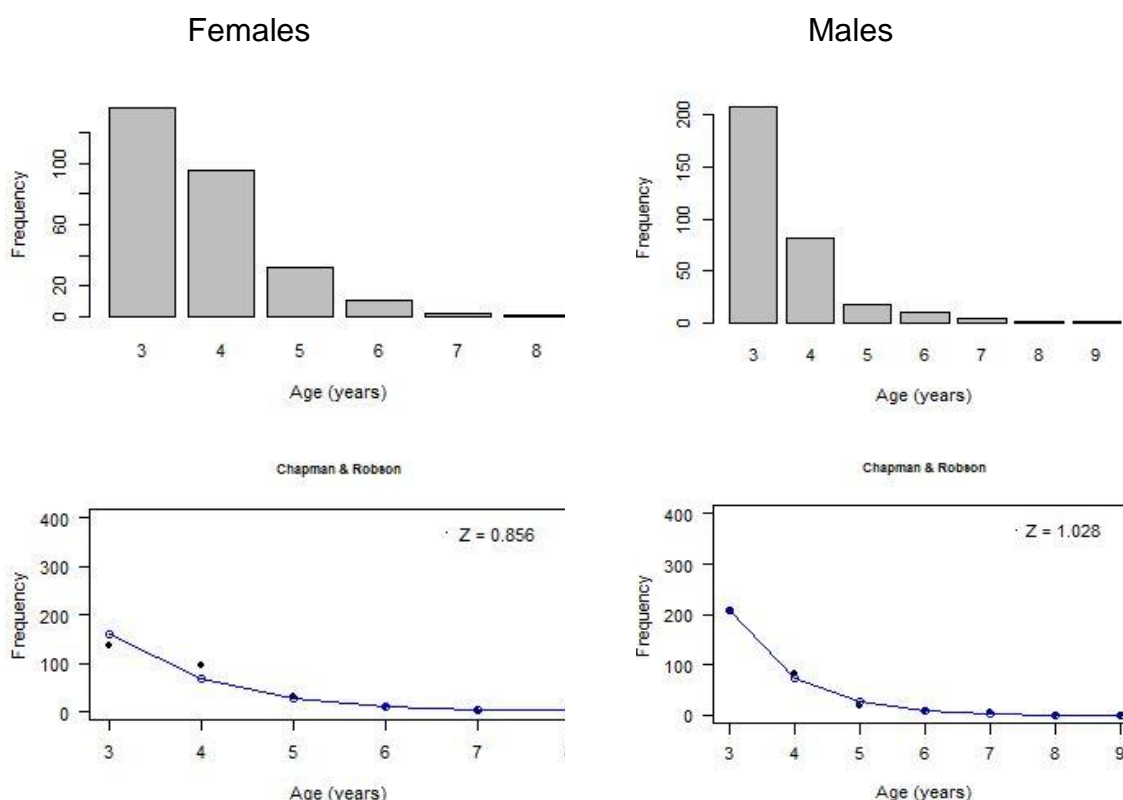 Females
Males
Frequency
100
60
20
0
3 4 5 6 7 8
Age (years)
Frequency
200
150
100
50
0
3 4 5 6 7 8 9
Age (years)
Chapman & Robson
Z = 0.856
Frequency
400
300
200
100
0
3 4 5 6 7
Age (years)
Chapman & Robson
Z = 1.028
Frequency
400
300
200
100
0
3 4 5 6 7 8 9
Age (years)